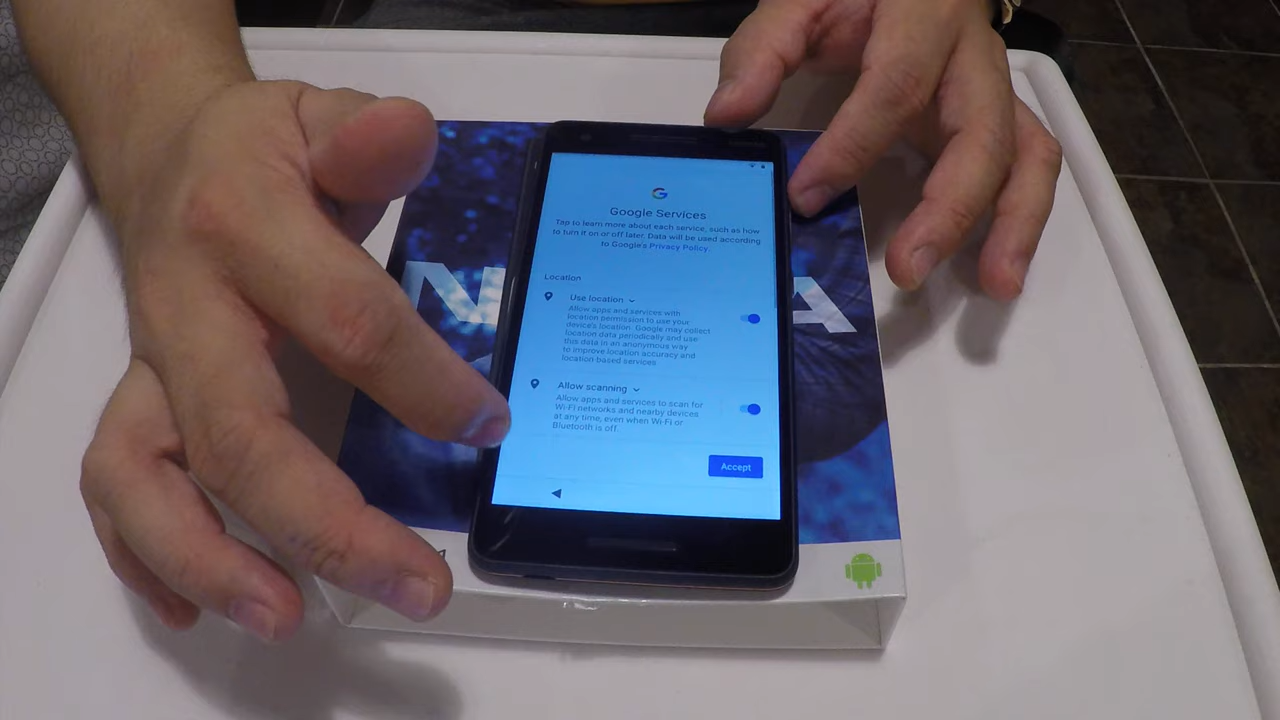 G
Google Services
Tap to learn more about each service, such as how
to turn it on or off later. Data will be used according
to Google's Privacy Policy.
Location
Use location
Allow apps and services with
location permission to use your
device's location. Google may collect
location data periodically and use
this data in an anonymous way
to improve location accuracy and
location based services
Allow scanning
Allow apps and services to scan for
Wi-Fi networks and nearby devices
at any time, even when Wi-Fi or
Bluetooth is off.
Accept
N A